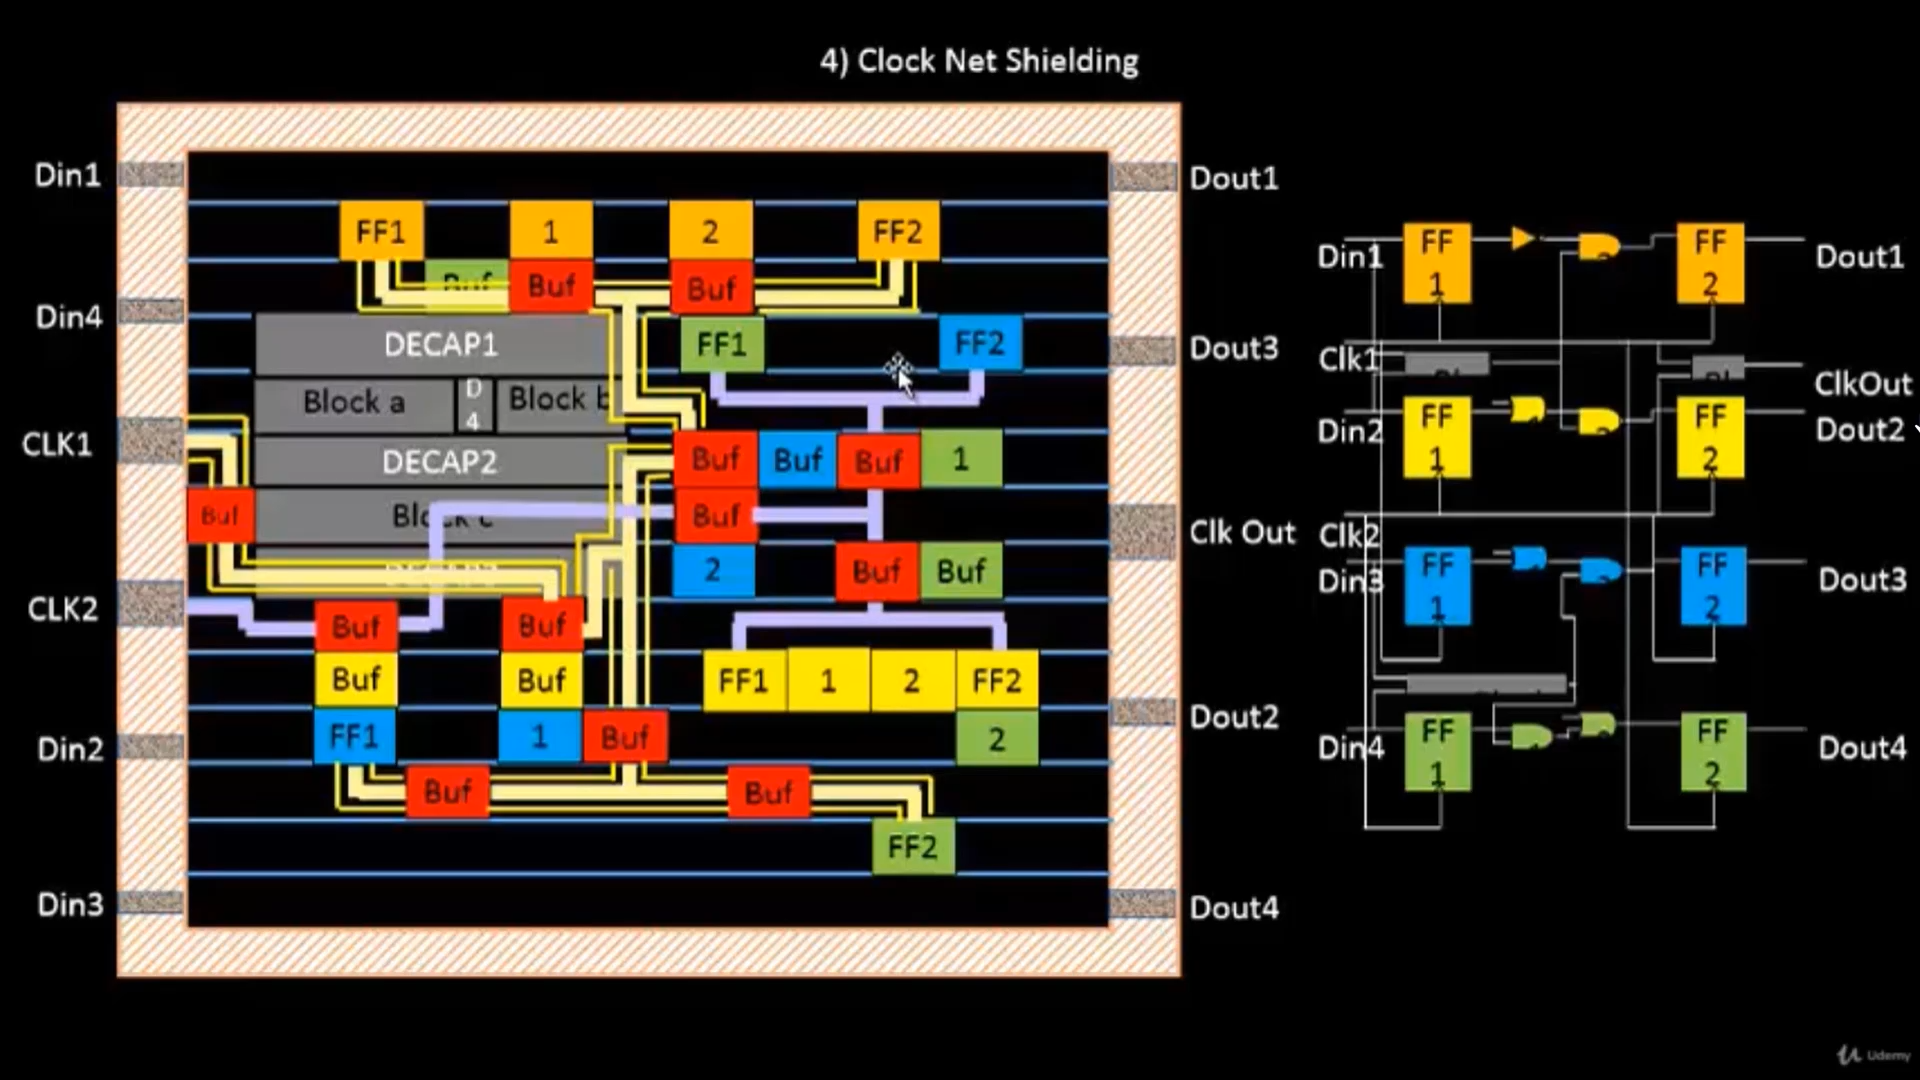 4) Clock Net Shielding
Din1
Din4
CLK1
CLK2
Din2
Din3
FF1 1 2 FF2
Buf Buf Buf
DECAP1 FF1 FF2
Block a D4 Block b
DECAP2 Buf Buf Buf 1
Buf Block c Buf
2 Buf Buf
Buf Buf
Buf Buf FF1 1 2 FF2
FF1 1 Buf 2
Buf Buf
FF2
Dout1
Dout3
Clk Out
Dout2
Dout4
Din1 FF 1 FF 2 Dout1
Clk1 ClkOut
Din2 FF 1 FF 2 Dout2
Clk2
Din3 FF 1 FF 2 Dout3
Din4 FF 1 FF 2 Dout4
Udemy